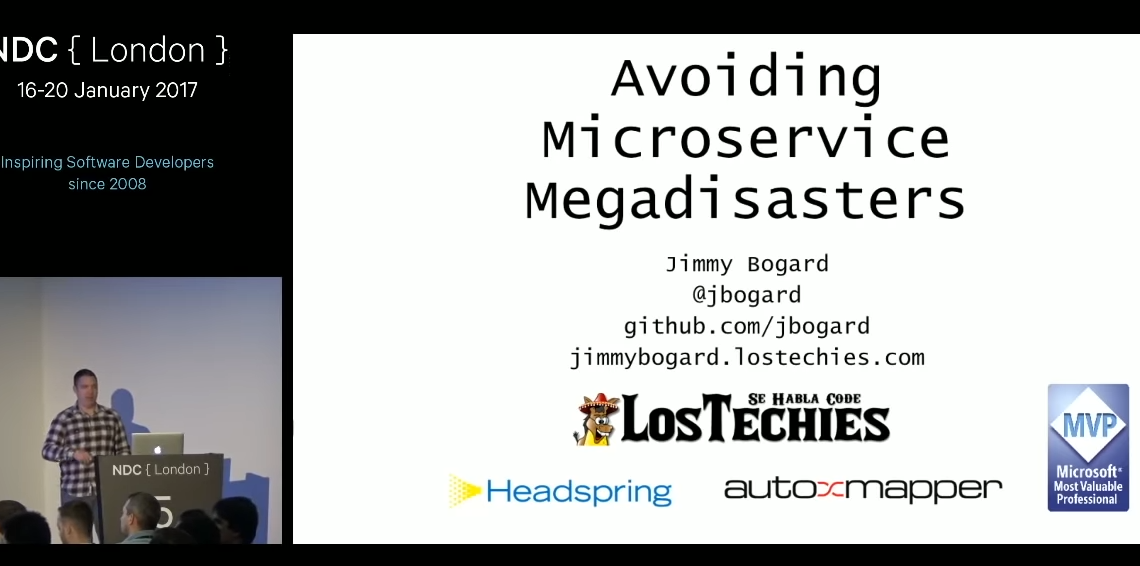 NDC { London }
16-20 January 2017
Inspiring Software Developers
since 2008
NDC { London }
5
Avoiding
Microservice
Megadisasters
Jimmy Bogard
@jbogard
github.com/jbogard
jimmybogard.lostechies.com
SE HABLA CODE
LOSTECHIES
Headspring
automapper
MVP
Microsoft®
Most Valuable
Professional